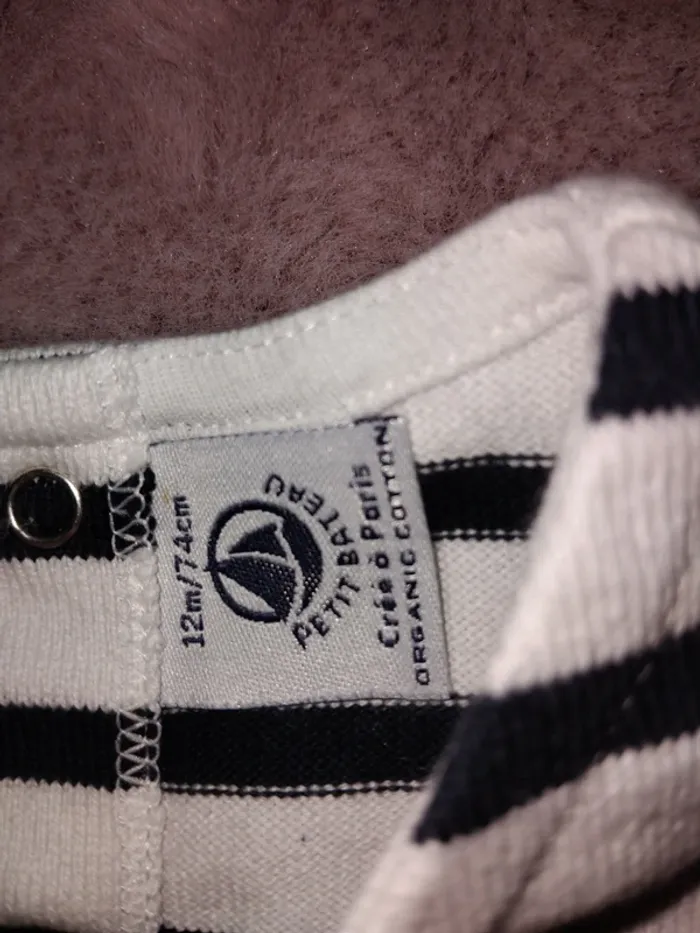 12m/74cm
PETIT BATEAU
Créé à Paris
ORGANIC COTTON